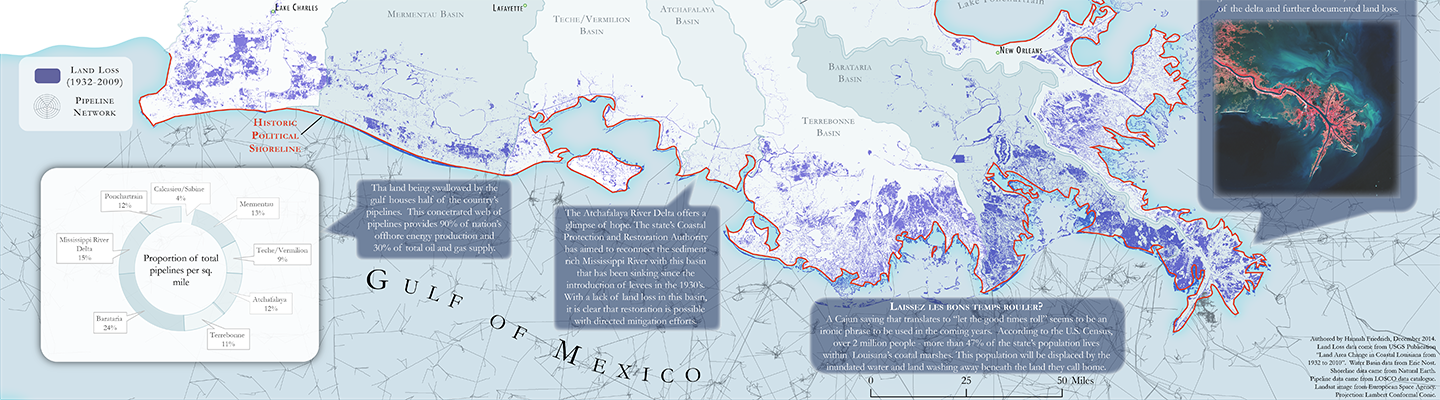 Lake Charles
Mermentau Basin
Lafayette
Teche/Vermilion
Basin
Atchafalaya
Basin
Lake Pontchartrain
New Orleans
Barataria
Basin
Terrebonne
Basin
of the delta and further documented land loss.
Land Loss
(1932-2009)
Pipeline
Network
Historic
Political
Shoreline
Calcasieu/Sabine
4%
Mermentau
13%
Teche/Vermilion
9%
Atchafalaya
12%
Terrebonne
11%
Barataria
24%
Mississippi River
Delta
15%
Pontchartrain
12%
Proportion of total
pipelines per sq.
mile
Tha land being swallowed by the
gulf houses half of the country's
pipelines. This concetrated web of
pipelines provides 90% of nation's
offshore energy production and
30% of total oil and gas supply.
The Atchafalaya River Delta offers a
glimpse of hope. The state's Coastal
Protection and Restoration Authority
has aimed to reconnect the sediment
rich Mississippi River with this basin
that has been sinking since the
introduction of levees in the 1930's.
With a lack of land loss in this basin,
it is clear that restoration is possible
with directed mitigation efforts.
Gulf of Mexico
Laissez les bons temps rouler?
A Cajun saying that translates to "let the good times roll" seems to be an
ironic phrase to be used in the coming years. According to the U.S. Census,
over 2 million people - more than 47% of the state's population lives
within Louisana's coastal marshes. This population will be displaced by the
inundated water and land washing away beneath the land they call home.
0 25 50 Miles
Authored by Hannah Friedrich, December 2014.
Land Loss data come from USGS Publication
"Land Area Change in Coastal Louisiana from
1932 to 2010". Water Basin data from Eric Nost.
Shoreline data came from Natural Earth.
Pipeline data came from LOSCO data catalogue.
Landsat image from European Space Agency.
Projection: Lambert Conformal Conic.